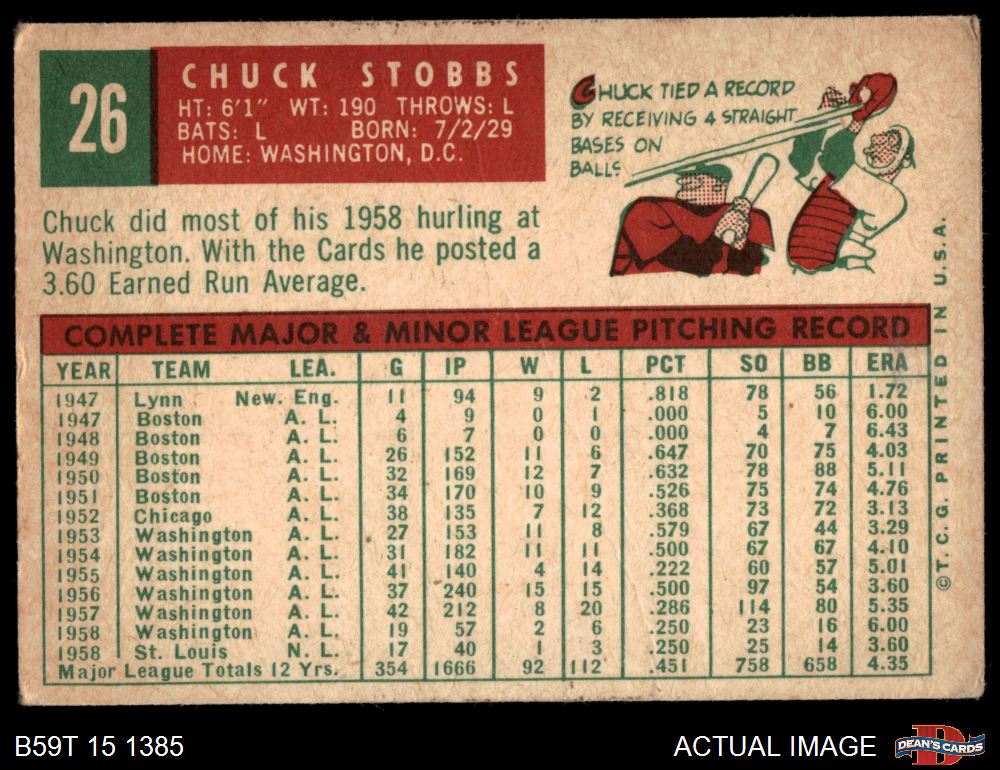 26
CHUCK STOBBS
HT: 6'1" WT: 190 THROWS: L
BATS: L BORN: 7/2/29
HOME: WASHINGTON, D.C.
CHUCK TIED A RECORD
BY RECEIVING 4 STRAIGHT
BASES ON
BALLS
Chuck did most of his 1958 hurling at
Washington. With the Cards he posted a
3.60 Earned Run Average.
COMPLETE MAJOR & MINOR LEAGUE PITCHING RECORD
YEAR TEAM LEA. G IP W L PCT SO BB ERA
1947 Lynn New. Eng. 11 94 9 2 .818 78 56 1.72
1947 Boston A. L. 4 9 0 1 .000 5 10 6.00
1948 Boston A. L. 6 7 0 0 .000 4 7 6.43
1949 Boston A. L. 26 152 11 6 .647 70 75 4.03
1950 Boston A. L. 32 169 12 7 .632 78 88 5.11
1951 Boston A. L. 34 170 10 9 .526 75 74 4.76
1952 Chicago A. L. 38 135 7 12 .368 73 72 3.13
1953 Washington A. L. 27 153 11 8 .579 67 44 3.29
1954 Washington A. L. 31 182 11 11 .500 67 67 4.10
1955 Washington A. L. 41 140 4 14 .222 60 57 5.01
1956 Washington A. L. 37 240 15 15 .500 97 54 3.60
1957 Washington A. L. 42 212 8 20 .286 114 80 5.35
1958 Washington A. L. 19 57 2 6 .250 23 16 6.00
1958 St. Louis N. L. 17 40 1 3 .250 25 14 3.60
Major League Totals 12 Yrs. 354 1666 92 112 .451 758 658 4.35
©T. C. G. PRINTED IN U.S.A.
B59T 15 1385
ACTUAL IMAGE
DEAN'S CARDS